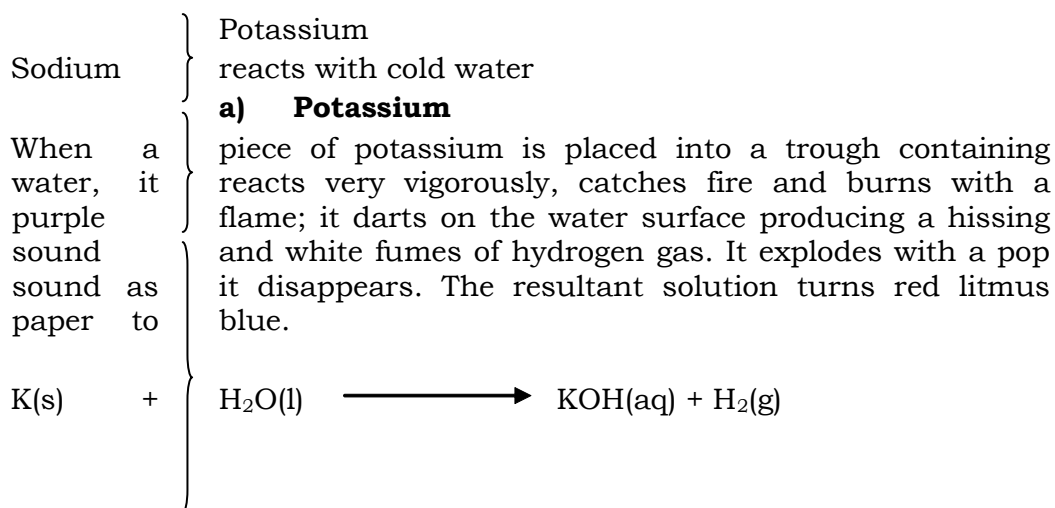 Potassium
Sodium reacts with cold water
a) Potassium
When a piece of potassium is placed into a trough containing
water, it reacts very vigorously, catches fire and burns with a
purple flame; it darts on the water surface producing a hissing
sound and white fumes of hydrogen gas. It explodes with a pop
sound as it disappears. The resultant solution turns red litmus
paper to blue.
K(s) + H₂O(l) ⟶ KOH(aq) + H₂(g)